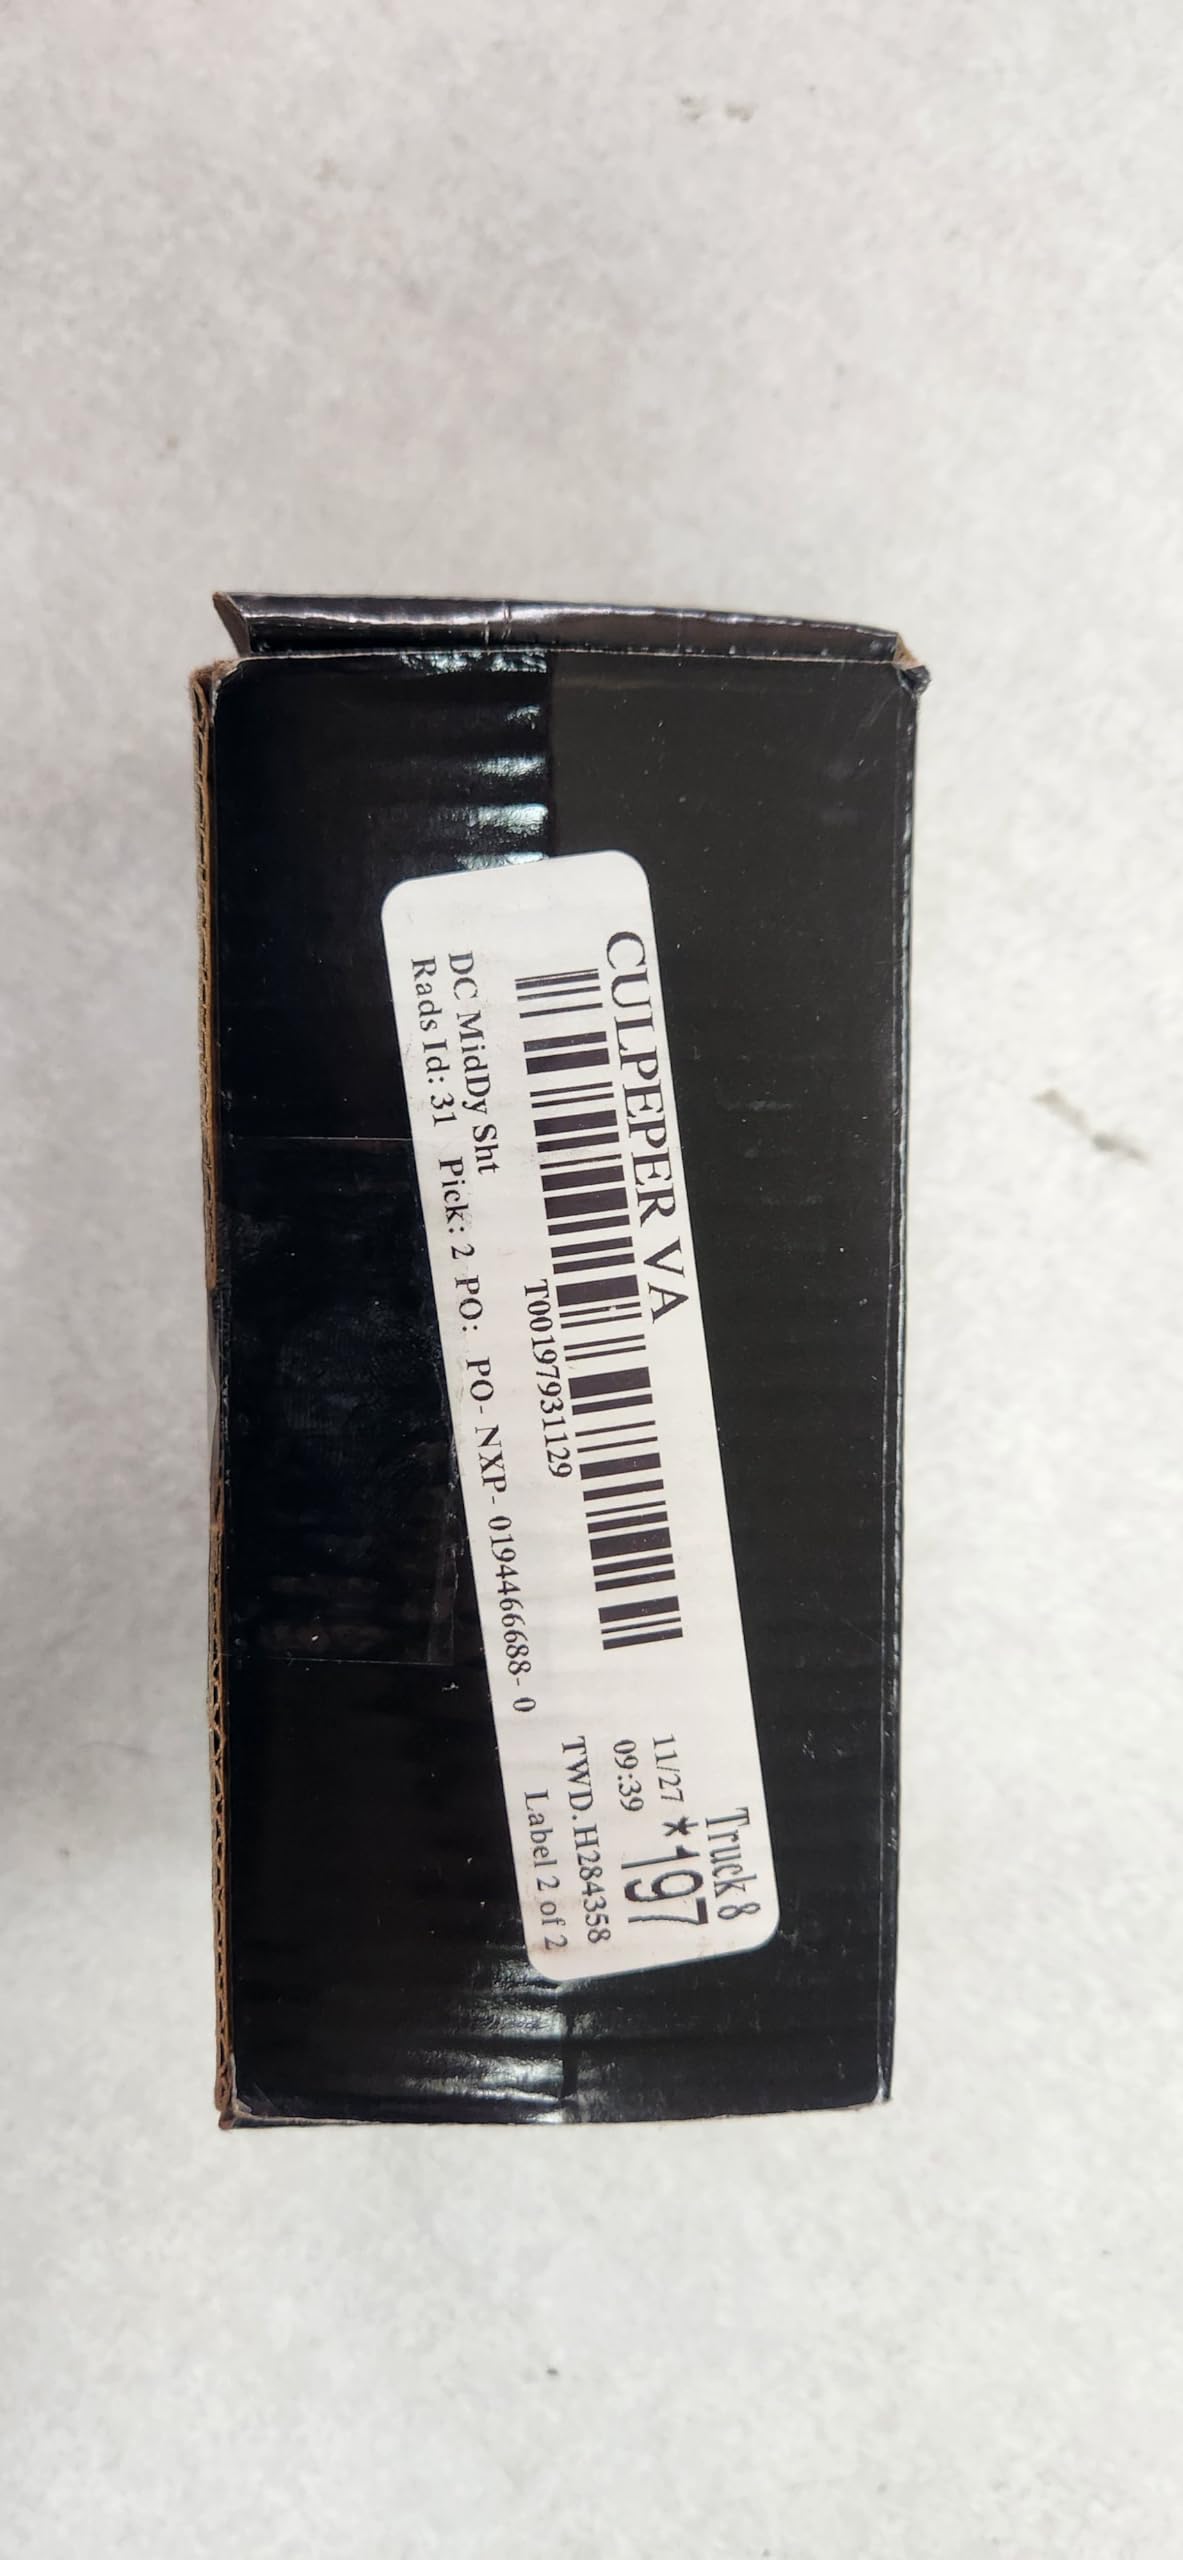 CULPEPER VA
Truck 8
11/27 *197
09:39
T00197931129
TWD.H284358
DC MidDy Sht
Label 2 of 2
Rads Id: 31 Pick: 2 PO: PO- NXP- 019466688- 0